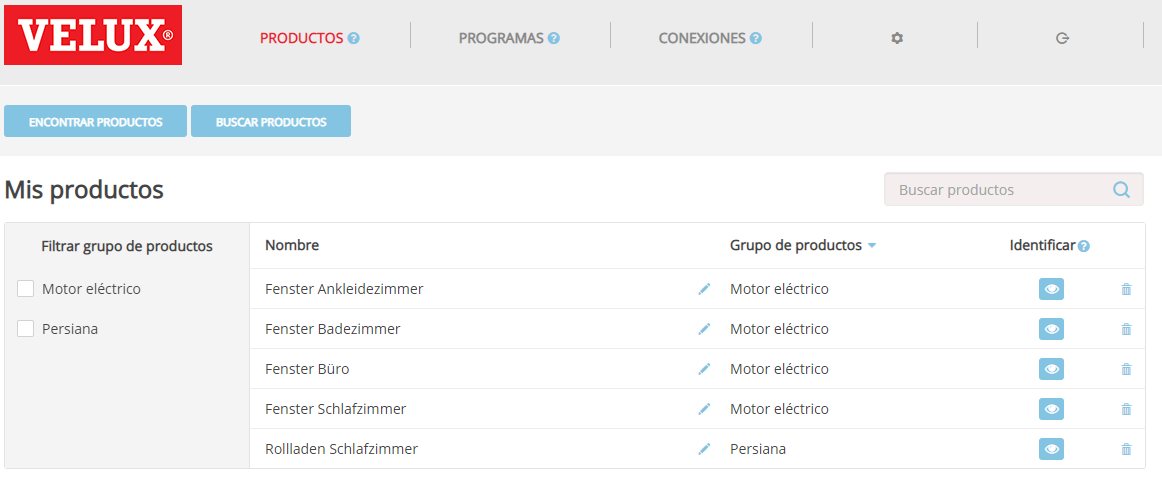 VELUX®
PRODUCTOS ?
PROGRAMAS ?
CONEXIONES ?
ENCONTRAR PRODUCTOS
BUSCAR PRODUCTOS
Mis productos
Buscar productos
Filtrar grupo de productos
Motor eléctrico
Persiana
Nombre Grupo de productos Identificar ?
Fenster Ankleidezimmer Motor eléctrico
Fenster Badezimmer Motor eléctrico
Fenster Büro Motor eléctrico
Fenster Schlafzimmer Motor eléctrico
Rollladen Schlafzimmer Persiana